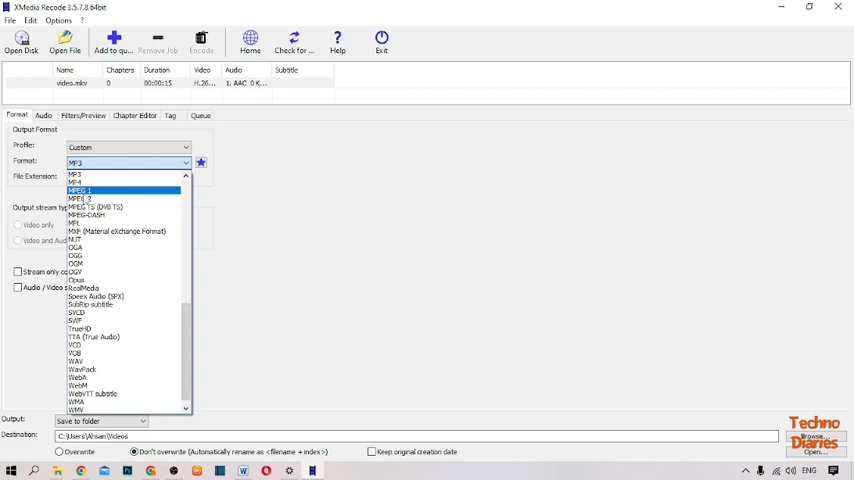 XMedia Recode 3.5.7.8 64bit
File Edit Options ?
Open Disk Open File Add to qu... Remove Job Encode Home Check for ... Help Exit
Name Chapters Duration Video Audio Subtitle
video.mkv 0 00:00:15 H.26... 1. AAC 0 K...
Format Audio Filters/Preview Chapter Editor Tag Queue
Output Format
Profile: Custom
Format: MP3
File Extension:
MP3
MP4
MPEG 1
MPEG 2
MPEG TS (DVB TS)
MPEG-DASH
MPL
MXF (Material eXchange Format)
NUT
OGA
OGG
OGM
OGV
Opus
RealMedia
Speex Audio (SPX)
SubRip subtitle
SVCD
SWF
TrueHD
TTA (True Audio)
VCD
VOB
WAV
WavPack
WebA
WebM
WebVTT subtitle
WMA
WMV
Output stream typ
Video only
Video and Aud
Stream only co
Audio / Video s
Output: Save to folder
Destination: C:\Users\Ahsan\Videos
Browse...
Overwrite Don't overwrite (Automatically rename as <filename + index>) Keep original creation date
Open...
Techno
Diaries
ENG